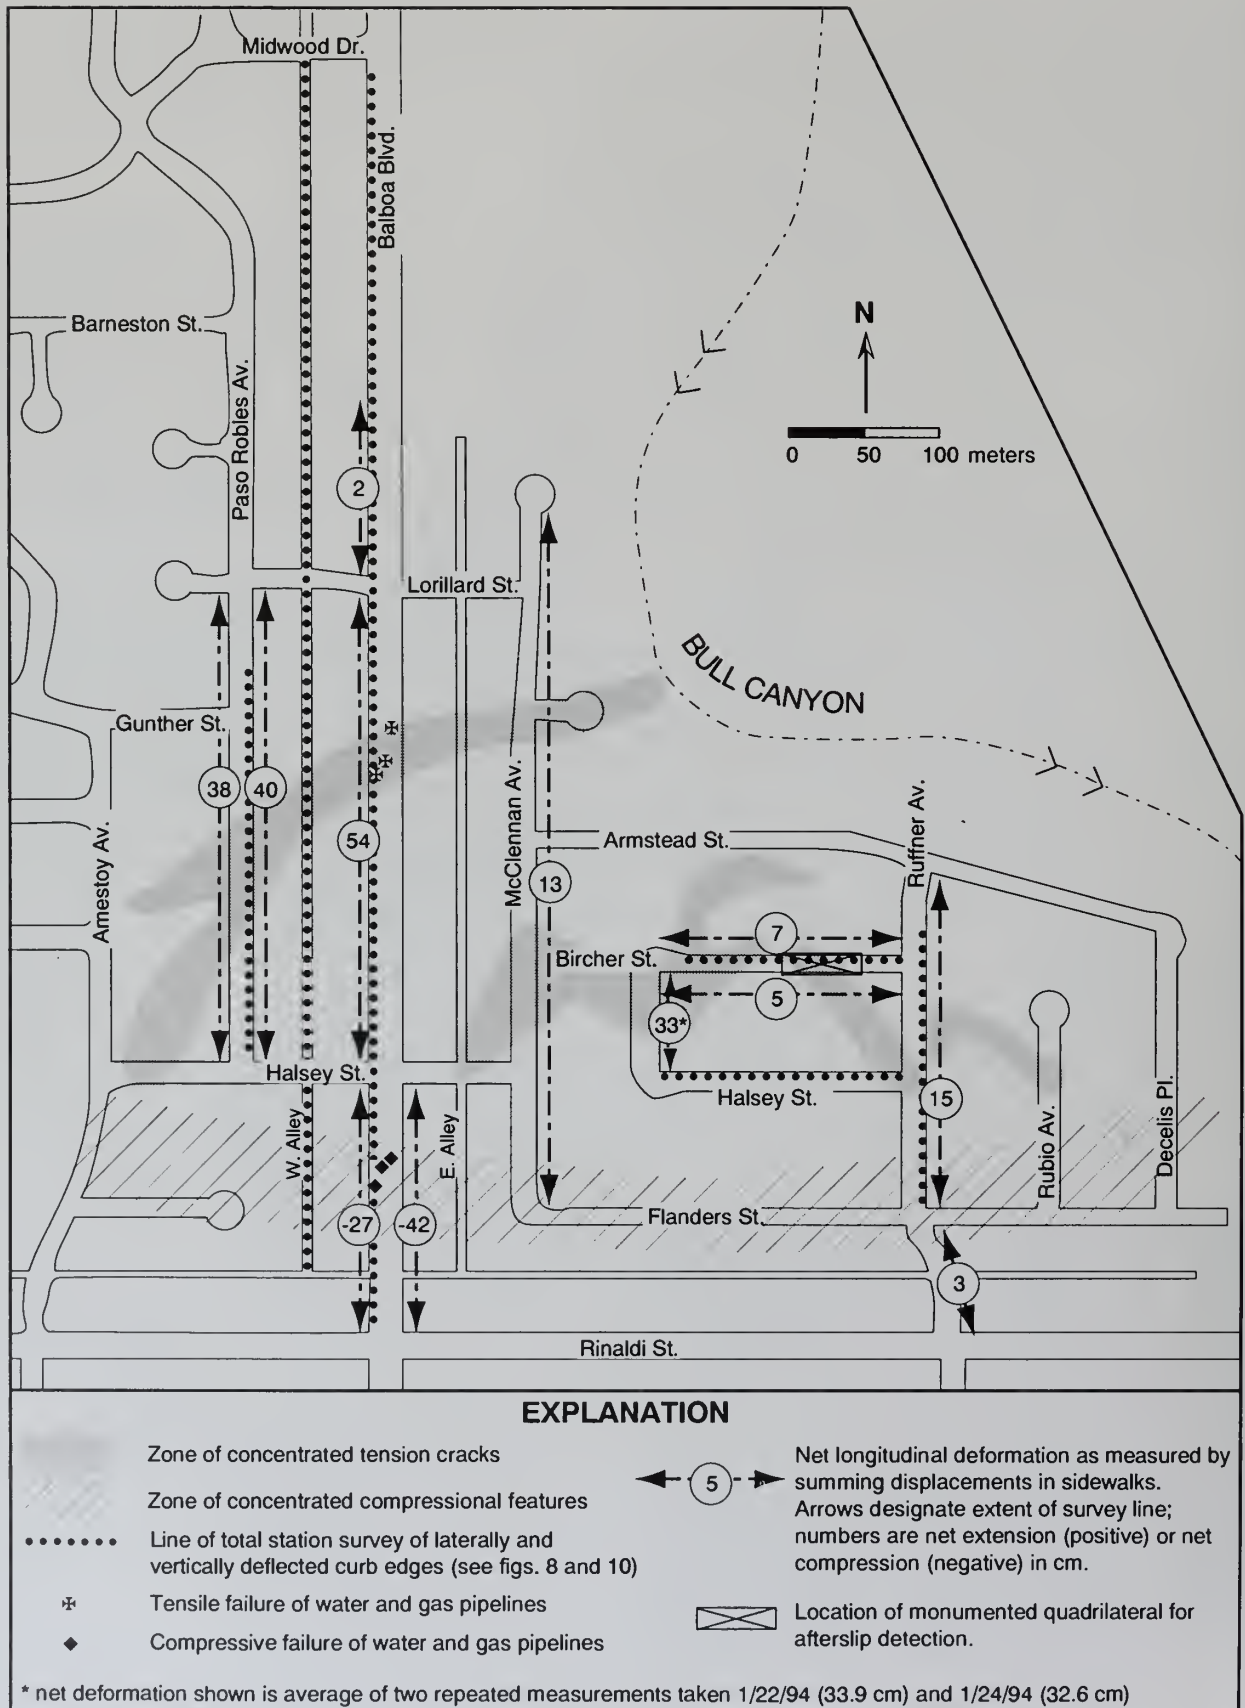 Midwood Dr.
Balboa Blvd.
Barneston St.
Paso Robles Av.
N
0 50 100 meters
2
Lorillard St.
BULL CANYON
Gunther St.
38
40
54
Amestoy Av.
McClennan Av.
13
Armstead St.
Ruffner Av.
7
Bircher St.
5
33*
Halsey St.
Halsey St.
15
W. Alley
E. Alley
Rubio Av.
Decelis Pl.
-27
-42
Flanders St.
3
Rinaldi St.
EXPLANATION
Zone of concentrated tension cracks
Zone of concentrated compressional features
Line of total station survey of laterally and
vertically deflected curb edges (see figs. 8 and 10)
Tensile failure of water and gas pipelines
Compressive failure of water and gas pipelines
5
Net longitudinal deformation as measured by
summing displacements in sidewalks.
Arrows designate extent of survey line;
numbers are net extension (positive) or net
compression (negative) in cm.
Location of monumented quadrilateral for
afterslip detection.
* net deformation shown is average of two repeated measurements taken 1/22/94 (33.9 cm) and 1/24/94 (32.6 cm)